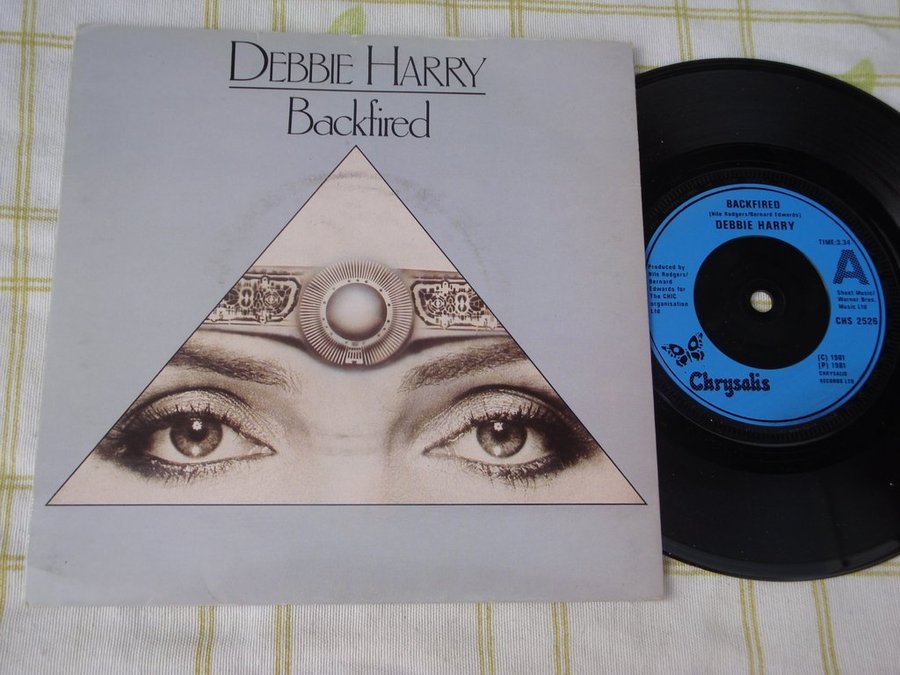 DEBBIE HARRY
Backfired
BACKFIRED
(Nile Rodgers/Bernard Edwards)
DEBBIE HARRY
TIME:3.34
A
Produced by
Nile Rodgers/
Bernard
Edwards for
The CHIC
organisation
Ltd
Sheet Music/
Warner Bros.
Music Ltd
CHS 2526
(C) 1981
(P) 1981
CHRYSALIS
RECORDS LTD
Chrysalis